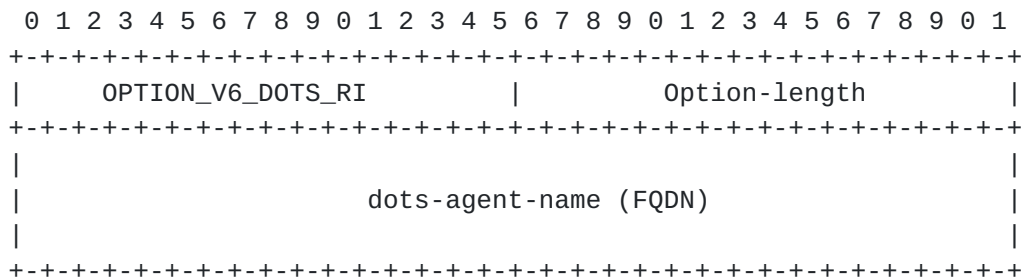 0 1 2 3 4 5 6 7 8 9 0 1 2 3 4 5 6 7 8 9 0 1 2 3 4 5 6 7 8 9 0 1
+-+-+-+-+-+-+-+-+-+-+-+-+-+-+-+-+-+-+-+-+-+-+-+-+-+-+-+-+-+-+-+-+
|     OPTION_V6_DOTS_RI         |         Option-length         |
+-+-+-+-+-+-+-+-+-+-+-+-+-+-+-+-+-+-+-+-+-+-+-+-+-+-+-+-+-+-+-+-+
|                                                               |
|                      dots-agent-name (FQDN)                   |
|                                                               |
+-+-+-+-+-+-+-+-+-+-+-+-+-+-+-+-+-+-+-+-+-+-+-+-+-+-+-+-+-+-+-+-+